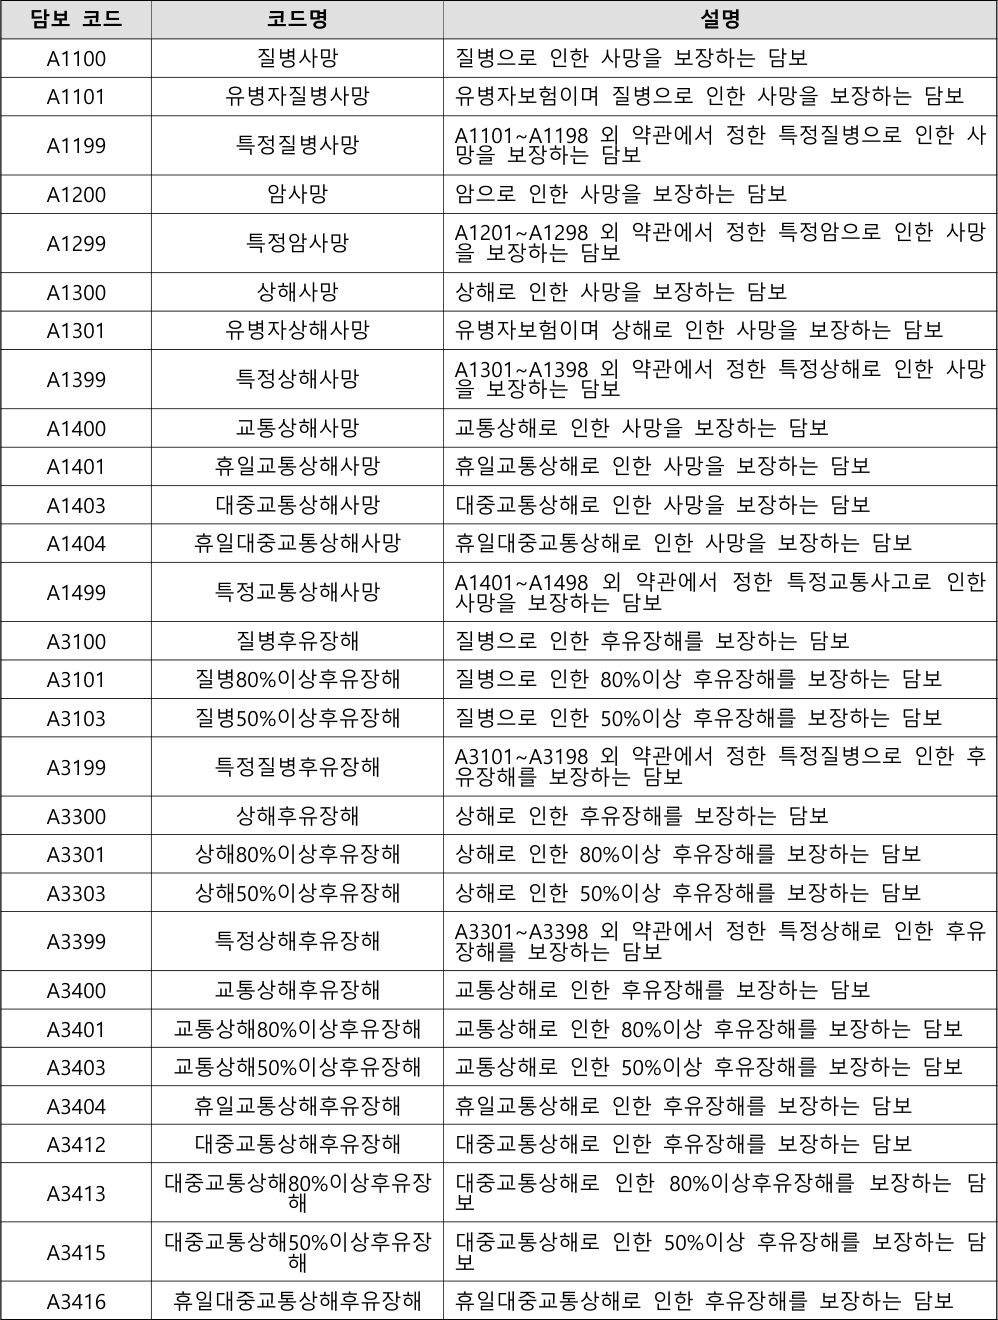 담보 코드 코드명 설명
A1100 질병사망 질병으로 인한 사망을 보장하는 담보
A1101 유병자질병사망 유병자보험이며 질병으로 인한 사망을 보장하는 담보
A1199 특정질병사망 A1101~A1198 외 약관에서 정한 특정질병으로 인한 사
망을 보장하는 담보
A1200 암사망 암으로 인한 사망을 보장하는 담보
A1299 특정암사망 A1201~A1298 외 약관에서 정한 특정암으로 인한 사망
을 보장하는 담보
A1300 상해사망 상해로 인한 사망을 보장하는 담보
A1301 유병자상해사망 유병자보험이며 상해로 인한 사망을 보장하는 담보
A1399 특정상해사망 A1301~A1398 외 약관에서 정한 특정상해로 인한 사망
을 보장하는 담보
A1400 교통상해사망 교통상해로 인한 사망을 보장하는 담보
A1401 휴일교통상해사망 휴일교통상해로 인한 사망을 보장하는 담보
A1403 대중교통상해사망 대중교통상해로 인한 사망을 보장하는 담보
A1404 휴일대중교통상해사망 휴일대중교통상해로 인한 사망을 보장하는 담보
A1499 특정교통상해사망 A1401~A1498 외 약관에서 정한 특정교통사고로 인한
사망을 보장하는 담보
A3100 질병후유장해 질병으로 인한 후유장해를 보장하는 담보
A3101 질병80%이상후유장해 질병으로 인한 80%이상 후유장해를 보장하는 담보
A3103 질병50%이상후유장해 질병으로 인한 50%이상 후유장해를 보장하는 담보
A3199 특정질병후유장해 A3101~A3198 외 약관에서 정한 특정질병으로 인한 후
유장해를 보장하는 담보
A3300 상해후유장해 상해로 인한 후유장해를 보장하는 담보
A3301 상해80%이상후유장해 상해로 인한 80%이상 후유장해를 보장하는 담보
A3303 상해50%이상후유장해 상해로 인한 50%이상 후유장해를 보장하는 담보
A3399 특정상해후유장해 A3301~A3398 외 약관에서 정한 특정상해로 인한 후유
장해를 보장하는 담보
A3400 교통상해후유장해 교통상해로 인한 후유장해를 보장하는 담보
A3401 교통상해80%이상후유장해 교통상해로 인한 80%이상 후유장해를 보장하는 담보
A3403 교통상해50%이상후유장해 교통상해로 인한 50%이상 후유장해를 보장하는 담보
A3404 휴일교통상해후유장해 휴일교통상해로 인한 후유장해를 보장하는 담보
A3412 대중교통상해후유장해 대중교통상해로 인한 후유장해를 보장하는 담보
A3413 대중교통상해80%이상후유장 대중교통상해로 인한 80%이상후유장해를 보장하는 담
해 보
A3415 대중교통상해50%이상후유장 대중교통상해로 인한 50%이상 후유장해를 보장하는 담
해 보
A3416 휴일대중교통상해후유장해 휴일대중교통상해로 인한 후유장해를 보장하는 담보